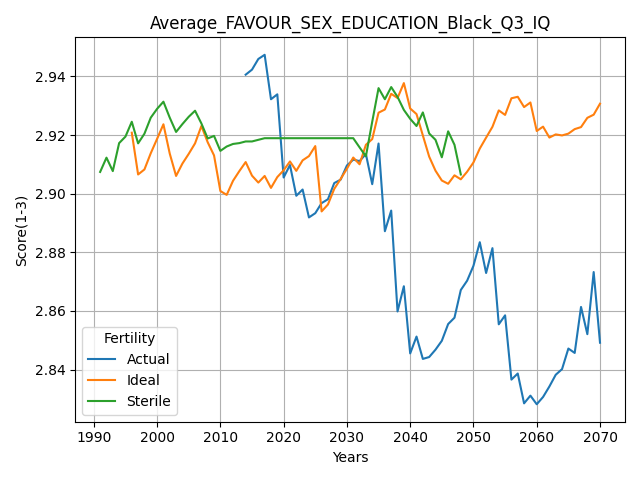 Average_FAVOUR_SEX_EDUCATION_Black_Q3_IQ
Score(1-3)
2.94
2.92
2.90
2.88
2.86
2.84
Fertility
Actual
Ideal
Sterile
1990 2000 2010 2020 2030 2040 2050 2060 2070
Years